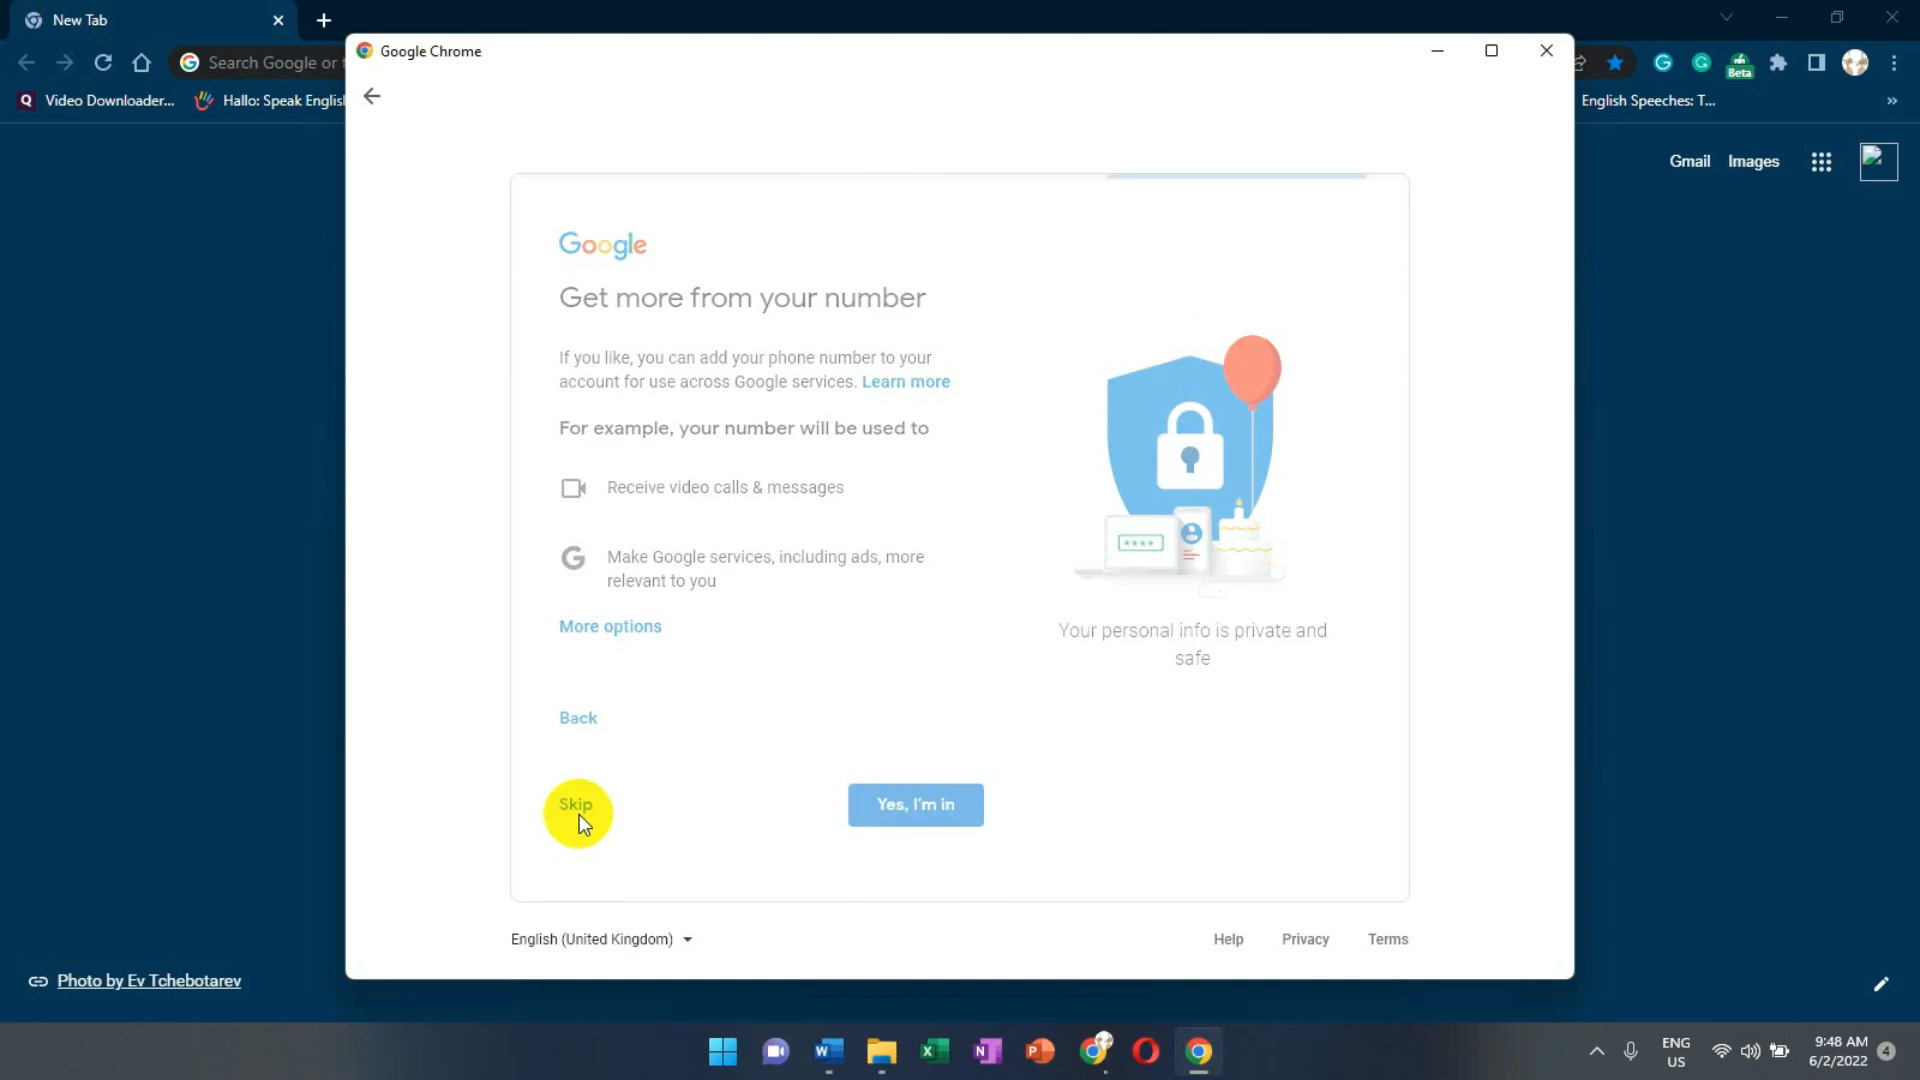 New Tab
Google Chrome
Search Google or t
Beta
Video Downloader...
Hallo: Speak Englis
English Speeches: T...
Gmail
Images
Google
Get more from your number
If you like, you can add your phone number to your
account for use across Google services. Learn more
For example, your number will be used to
Receive video calls & messages
Make Google services, including ads, more
relevant to you
More options
Your personal info is private and
safe
Back
Skip
Yes, I'm in
English (United Kingdom)
Help
Privacy
Terms
Photo by Ev Tchebotarev
ENG
US
9:48 AM
6/2/2022
4